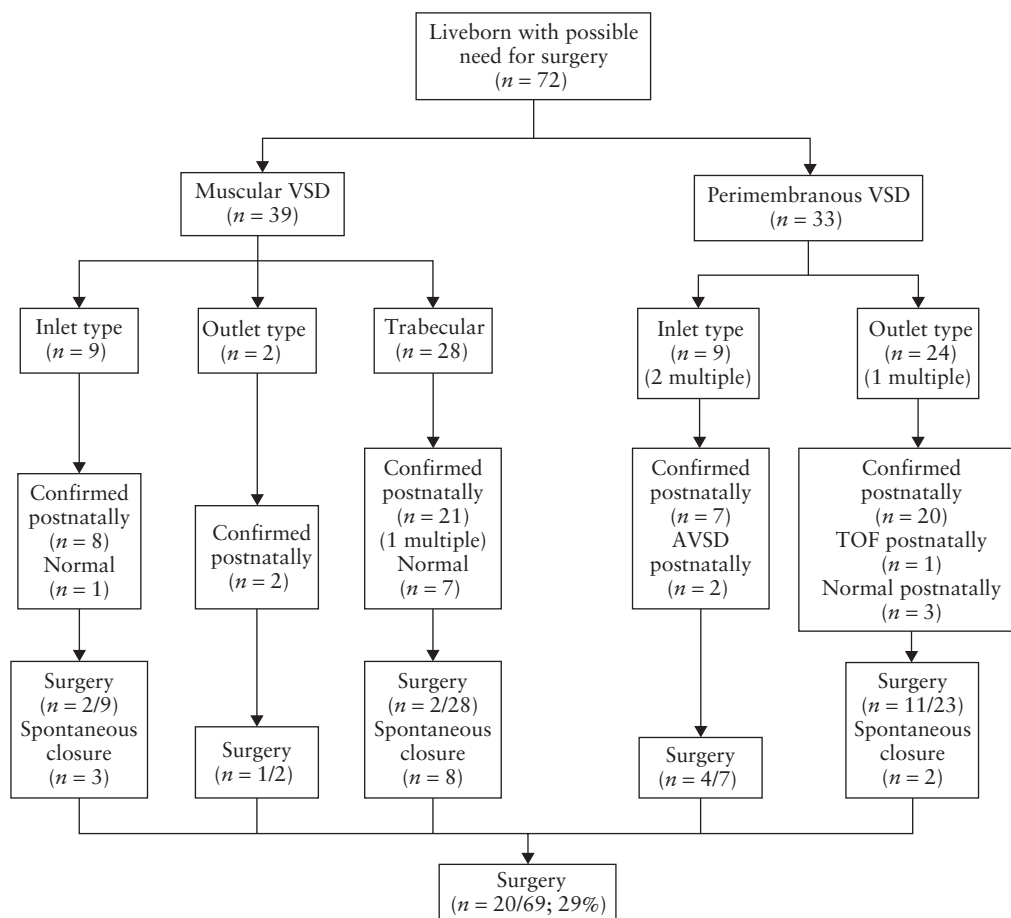 Liveborn with possible
need for surgery
(n = 72)
Muscular VSD
(n = 39)
Perimembranous VSD
(n = 33)
Inlet type
(n = 9)
Outlet type
(n = 2)
Trabecular
(n = 28)
Inlet type
(n = 9)
(2 multiple)
Outlet type
(n = 24)
(1 multiple)
Confirmed
postnatally
(n = 8)
Normal
(n = 1)
Confirmed
postnatally
(n = 2)
Confirmed
postnatally
(n = 21)
(1 multiple)
Normal
(n = 7)
Confirmed
postnatally
(n = 7)
AVSD
postnatally
(n = 2)
Confirmed
postnatally
(n = 20)
TOF postnatally
(n = 1)
Normal postnatally
(n = 3)
Surgery
(n = 2/9)
Spontaneous
closure
(n = 3)
Surgery
(n = 1/2)
Surgery
(n = 2/28)
Spontaneous
closure
(n = 8)
Surgery
(n = 4/7)
Surgery
(n = 11/23)
Spontaneous
closure
(n = 2)
Surgery
(n = 20/69; 29%)